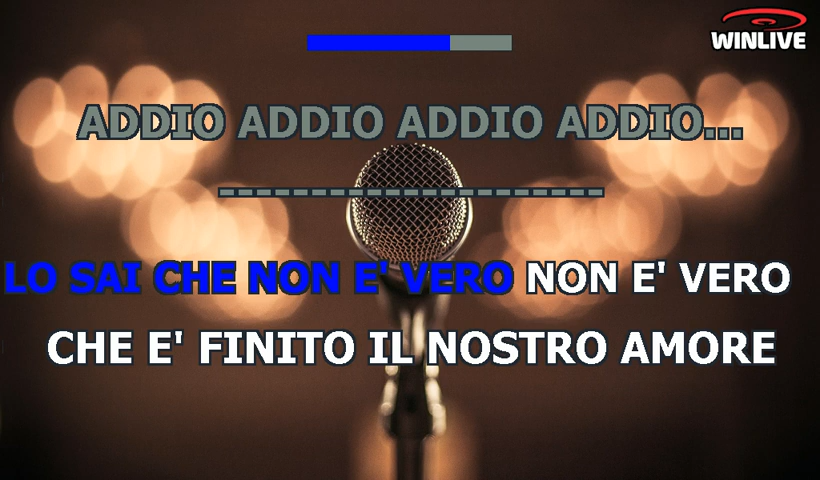 WINLIVE
ADDIO ADDIO ADDIO ADDIO...
---------------------
LO SAI CHE NON E' VERO NON E' VERO
CHE E' FINITO IL NOSTRO AMORE